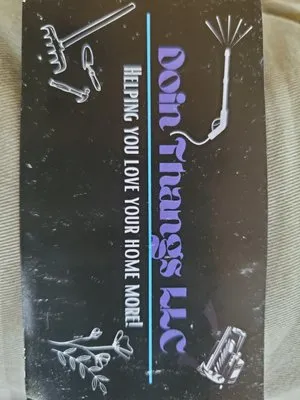 Doin Thangs LLC
HELPING YOU LOVE YOUR HOME MORE!